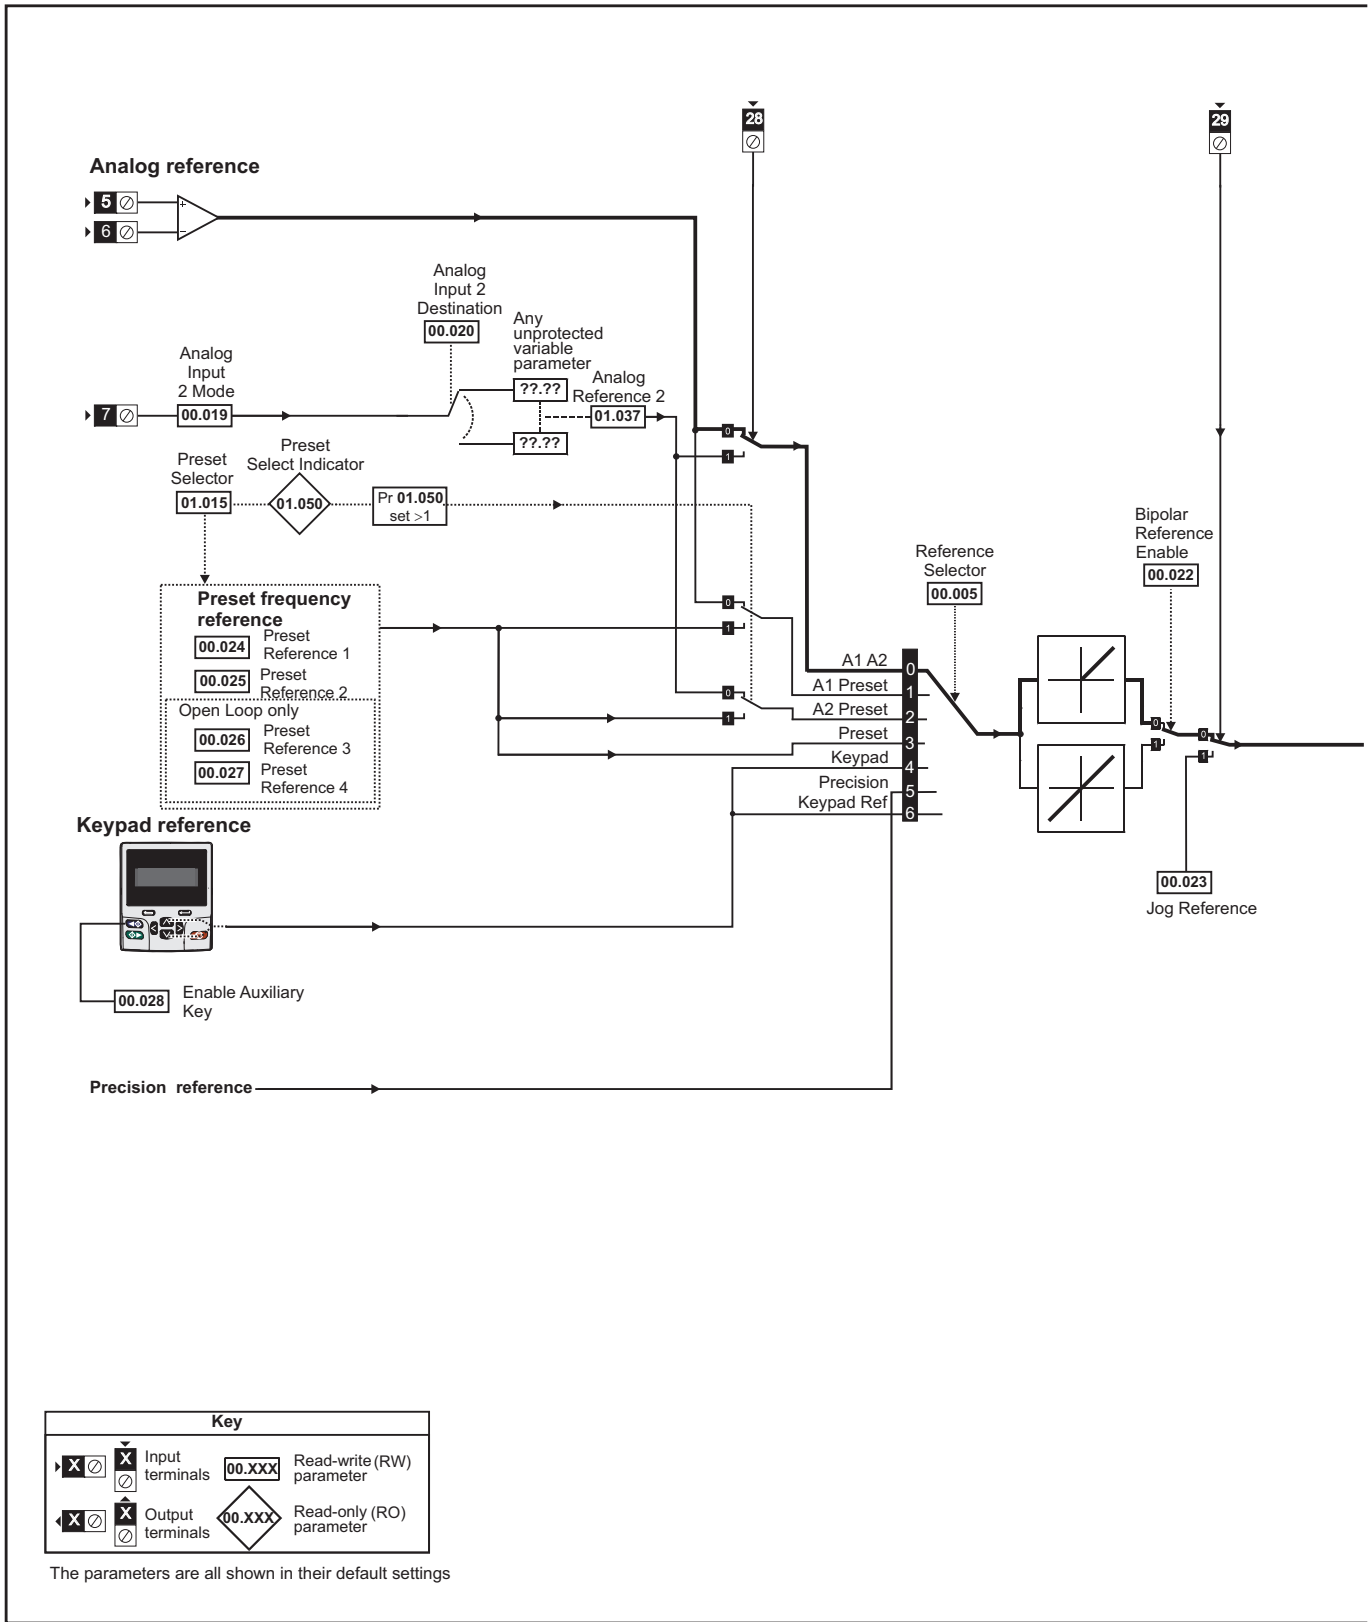 28
29
Analog reference
5
+
6
−
Analog
Input 2
Destination
00.020
Any
unprotected
variable
parameter
??.??
??.??
Analog
Reference 2
01.037
Analog
Input
2 Mode
7
00.019
0
1
Preset
Selector
01.015
Preset
Select Indicator
01.050
Pr 01.050
set >1
Bipolar
Reference
Enable
00.022
Reference
Selector
00.005
Preset frequency
reference
00.024
Preset
Reference 1
00.025
Preset
Reference 2
Open Loop only
00.026
Preset
Reference 3
00.027
Preset
Reference 4
0
1
0
1
A1 A2
0
A1 Preset
1
A2 Preset
2
Preset
3
Keypad
4
Precision
5
Keypad Ref
6
0
1
0
1
00.023
Jog Reference
Keypad reference
00.028
Enable Auxiliary
Key
Precision reference
Key
X
X
Input
terminals
00.XXX
Read-write (RW)
parameter
X
X
Output
terminals
00.XXX
Read-only (RO)
parameter
The parameters are all shown in their default settings